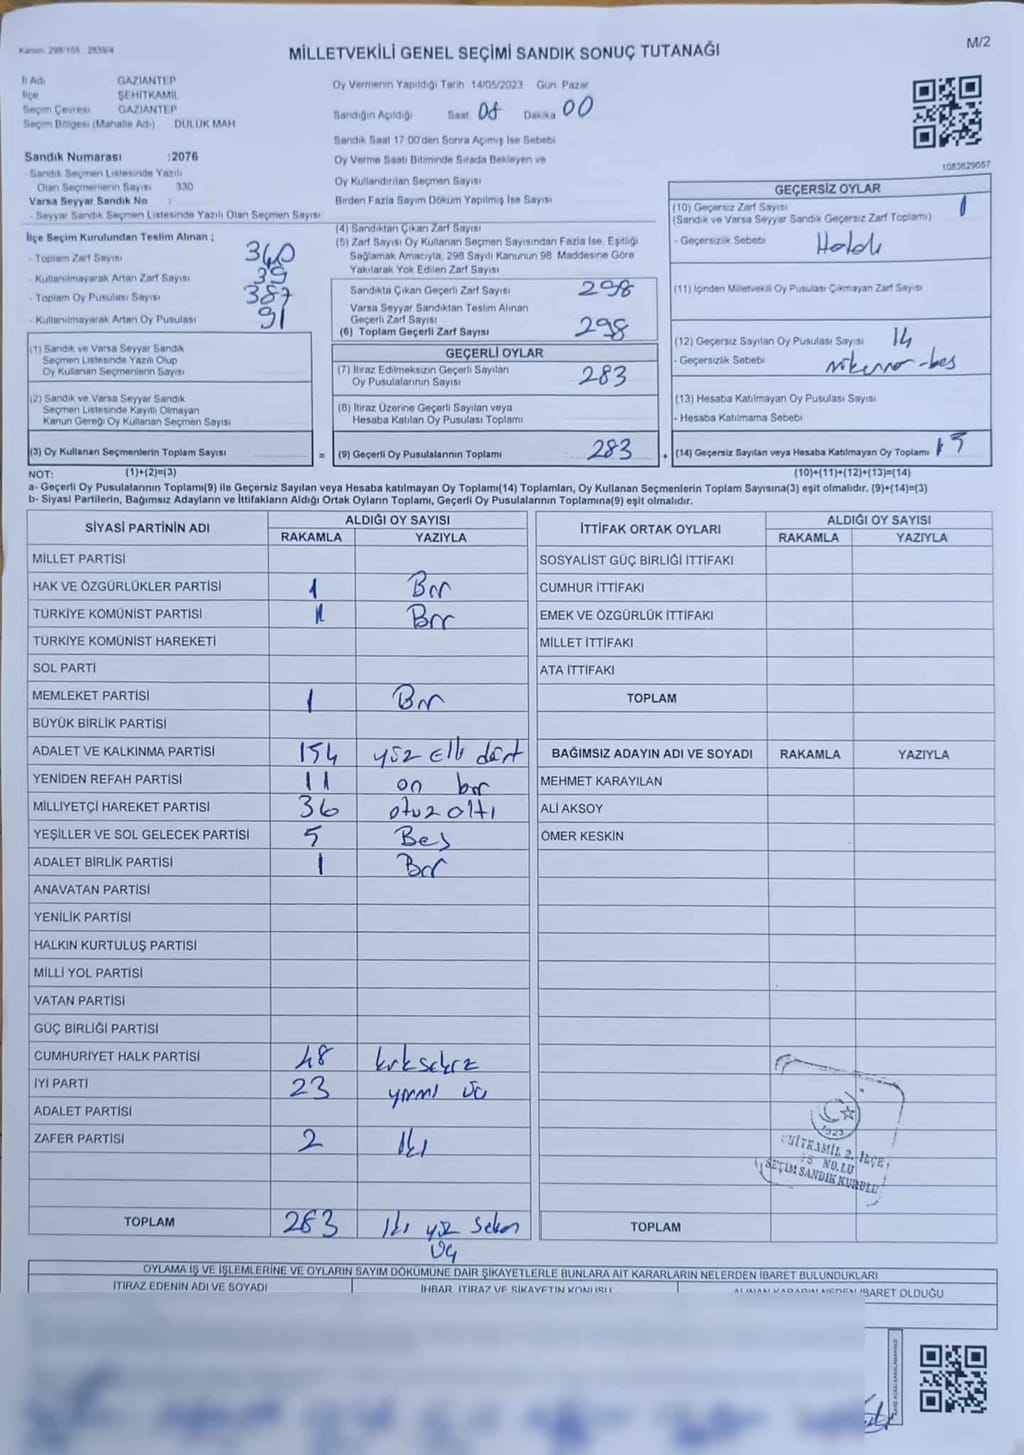 Kanun: 298/105 2839/4
MİLLETVEKİLİ GENEL SEÇİMİ SANDIK SONUÇ TUTANAĞI
M/2
İl Adı GAZİANTEP
İlçe ŞEHİTKAMİL
Seçim Çevresi GAZİANTEP
Seçim Bölgesi (Mahalle Adı) DÜLÜK MAH
Sandık Numarası :2076
Sandık Seçmen Listesinde Yazılı
Olan Seçmenlerin Sayısı 330
Varsa Seyyar Sandık No :
- Seyyar Sandık Seçmen Listesinde Yazılı Olan Seçmen Sayısı
Oy Vermenin Yapıldığı Tarih 14/05/2023 Gün Pazar
Sandığın Açıldığı Saat 08 Dakika 00
Sandık Saat 17.00'den Sonra Açımış İse Sebebi
Oy Verme Saati Bitiminde Sırada Bekleyen ve
Oy Kullandırılan Seçmen Sayısı
Birden Fazla Sayım Döküm Yapılmış İse Sayısı
1083629057
İlçe Seçim Kurulundan Teslim Alınan ;
- Toplam Zarf Sayısı 340
- Kullanılmayarak Artan Zarf Sayısı 39
- Toplam Oy Pusulası Sayısı 387
- Kullanılmayarak Artan Oy Pusulası 91
(1) Sandık ve Varsa Seyyar Sandık
Seçmen Listesinde Yazılı Olup
Oy Kullanan Seçmenlerin Sayısı
(2) Sandık ve Varsa Seyyar Sandık
Seçmen Listesinde Kayıtlı Olmayan
Kanun Gereği Oy Kullanan Seçmen Sayısı
(3) Oy Kullanan Seçmenlerin Toplam Sayısı =
(4) Sandıktan Çıkan Zarf Sayısı
(5) Zarf Sayısı Oy Kullanan Seçmen Sayısından Fazla İse, Eşitliği
Sağlamak Amacıyla, 298 Sayılı Kanunun 98. Maddesine Göre
Yakılarak Yok Edilen Zarf Sayısı
Sandıkta Çıkan Geçerli Zarf Sayısı 298
Varsa Seyyar Sandıktan Teslim Alınan
Geçerli Zarf Sayısı
(6) Toplam Geçerli Zarf Sayısı 298
GEÇERLİ OYLAR
(7) İtiraz Edilmeksizin Geçerli Sayılan
Oy Pusulalarının Sayısı 283
(8) İtiraz Üzerine Geçerli Sayılan veya
Hesaba Katılan Oy Pusulası Toplamı
(9) Geçerli Oy Pusulalarının Toplamı 283 +
GEÇERSİZ OYLAR
(10) Geçersiz Zarf Sayısı 1
(Sandık ve Varsa Seyyar Sandık Geçersiz Zarf Toplamı)
- Geçersizlik Sebebi
(11) İçinden Milletvekili Oy Pusulası Çıkmayan Zarf Sayısı
(12) Geçersiz Sayılan Oy Pusulası Sayısı 14
- Geçersizlik Sebebi
(13) Hesaba Katılmayan Oy Pusulası Sayısı
- Hesaba Katılmama Sebebi
(14) Geçersiz Sayılan veya Hesaba Katılmayan Oy Toplamı 15
NOT: (1)+(2)=(3) (10)+(11)+(12)+(13)=(14)
a- Geçerli Oy Pusulalarının Toplamı(9) ile Geçersiz Sayılan veya Hesaba katılmayan Oy Toplamı(14) Toplamları, Oy Kullanan Seçmenlerin Toplam Sayısına(3) eşit olmalıdır. (9)+(14)=(3)
b- Siyasi Partilerin, Bağımsız Adayların ve İttifakların Aldığı Ortak Oyların Toplamı, Geçerli Oy Pusulalarının Toplamına(9) eşit olmalıdır.
SİYASİ PARTİNİN ADI ALDIĞI OY SAYISI
RAKAMLA YAZIYLA
MİLLET PARTİSİ
HAK VE ÖZGÜRLÜKLER PARTİSİ 1 Bir
TÜRKİYE KOMÜNİST PARTİSİ 1 Bir
TÜRKİYE KOMÜNİST HAREKETİ
SOL PARTİ
MEMLEKET PARTİSİ 1 Bir
BÜYÜK BİRLİK PARTİSİ
ADALET VE KALKINMA PARTİSİ 154 yüz elli dört
YENİDEN REFAH PARTİSİ 11 on bir
MİLLİYETÇİ HAREKET PARTİSİ 36 otuz altı
YEŞİLLER VE SOL GELECEK PARTİSİ 5 Beş
ADALET BİRLİK PARTİSİ 1 Bir
ANAVATAN PARTİSİ
YENİLİK PARTİSİ
HALKIN KURTULUŞ PARTİSİ
MİLLİ YOL PARTİSİ
VATAN PARTİSİ
GÜÇ BİRLİĞİ PARTİSİ
CUMHURİYET HALK PARTİSİ 48 kırksekiz
İYİ PARTİ 23 yirmi üç
ADALET PARTİSİ
ZAFER PARTİSİ 2 İki
TOPLAM 283 İki yüz seksen
üç
İTTİFAK ORTAK OYLARI ALDIĞI OY SAYISI
RAKAMLA YAZIYLA
SOSYALİST GÜÇ BİRLİĞİ İTTİFAKI
CUMHUR İTTİFAKI
EMEK VE ÖZGÜRLÜK İTTİFAKI
MİLLET İTTİFAKI
ATA İTTİFAKI
TOPLAM
BAĞIMSIZ ADAYIN ADI VE SOYADI RAKAMLA YAZIYLA
MEHMET KARAYILAN
ALİ AKSOY
ÖMER KESKİN
1923
ŞEHİTKAMİL 2. İLÇE
NO.LU
SEÇİM SANDIK KURULU
TOPLAM
OYLAMA İŞ VE İŞLEMLERİNE VE OYLARIN SAYIM DÖKÜMÜNE DAİR ŞİKAYETLERLE BUNLARA AİT KARARLARIN NELERDEN İBARET BULUNDUKLARI
İTİRAZ EDENİN ADI VE SOYADI İHBAR, İTİRAZ VE ŞİKAYETİN KONUSU ALINAN KARARIN NEDEN İBARET OLDUĞU